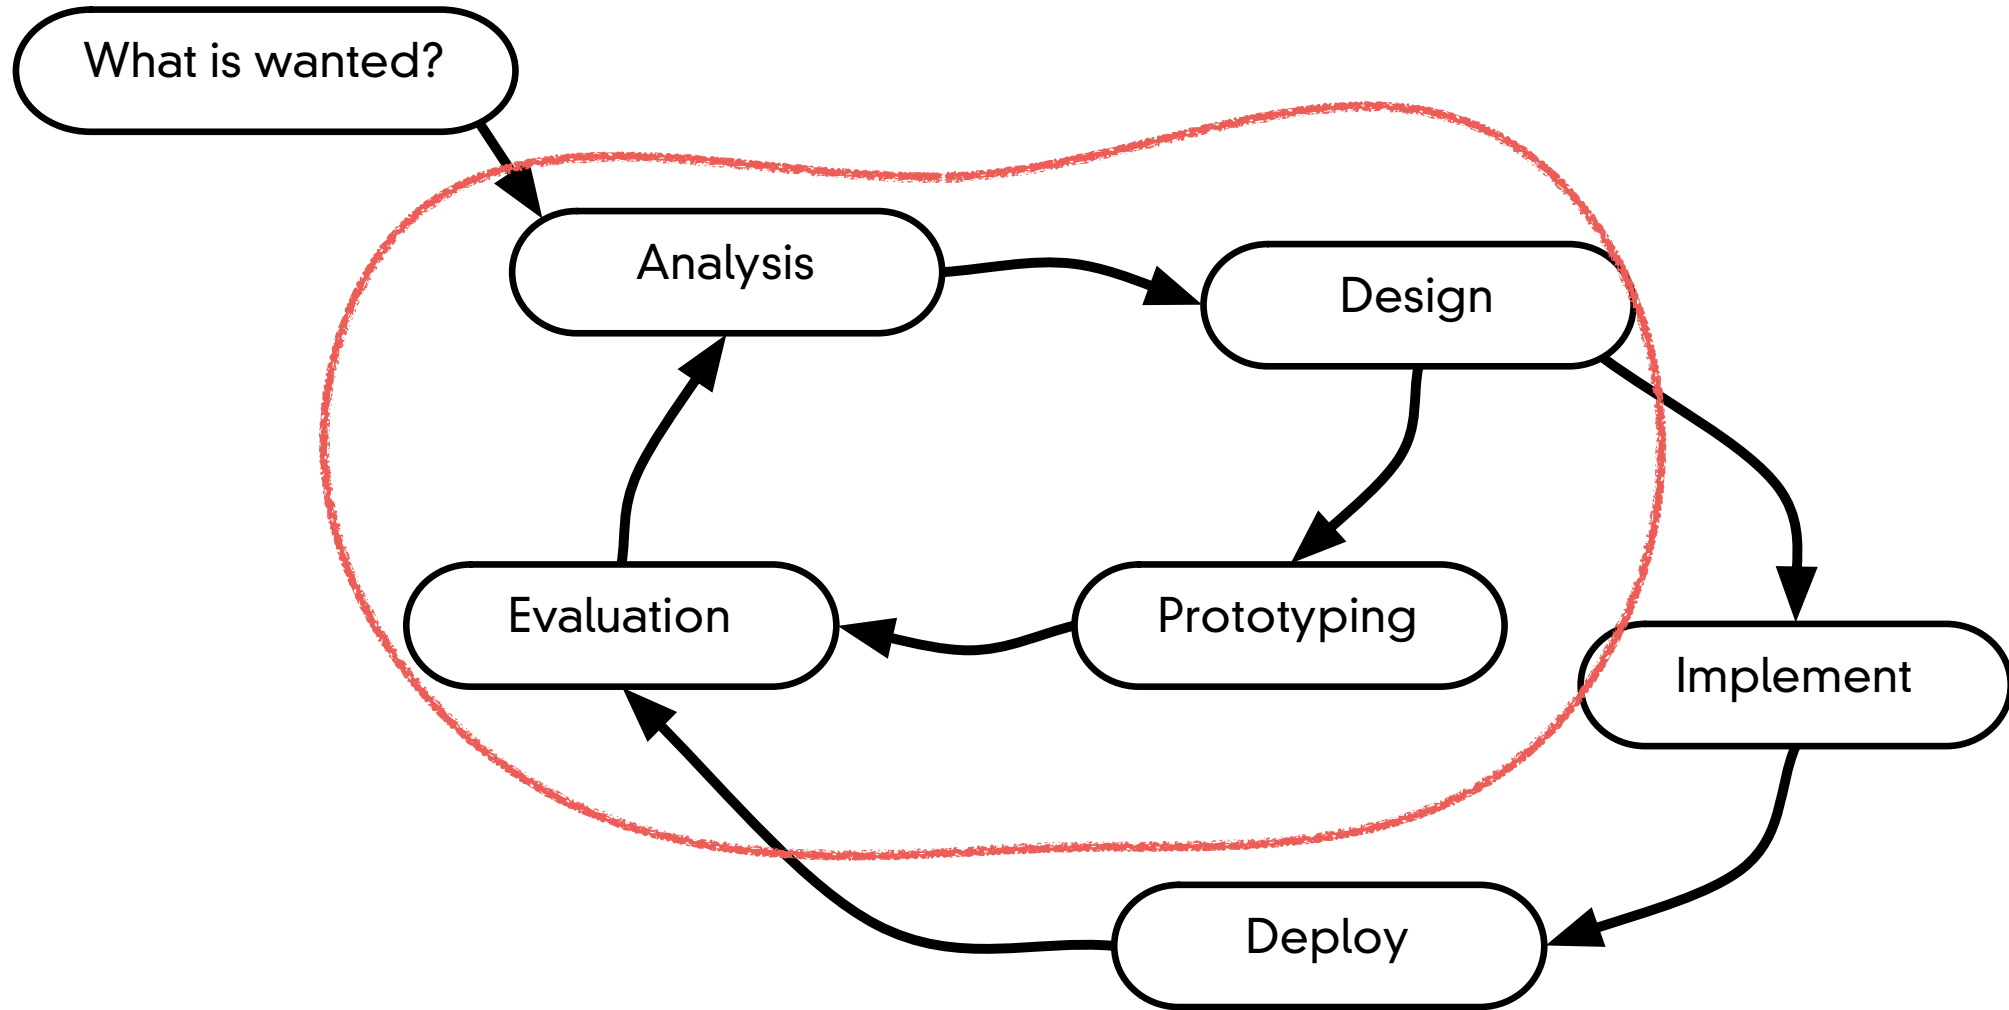 What is wanted?
Analysis
Design
Evaluation
Prototyping
Implement
Deploy